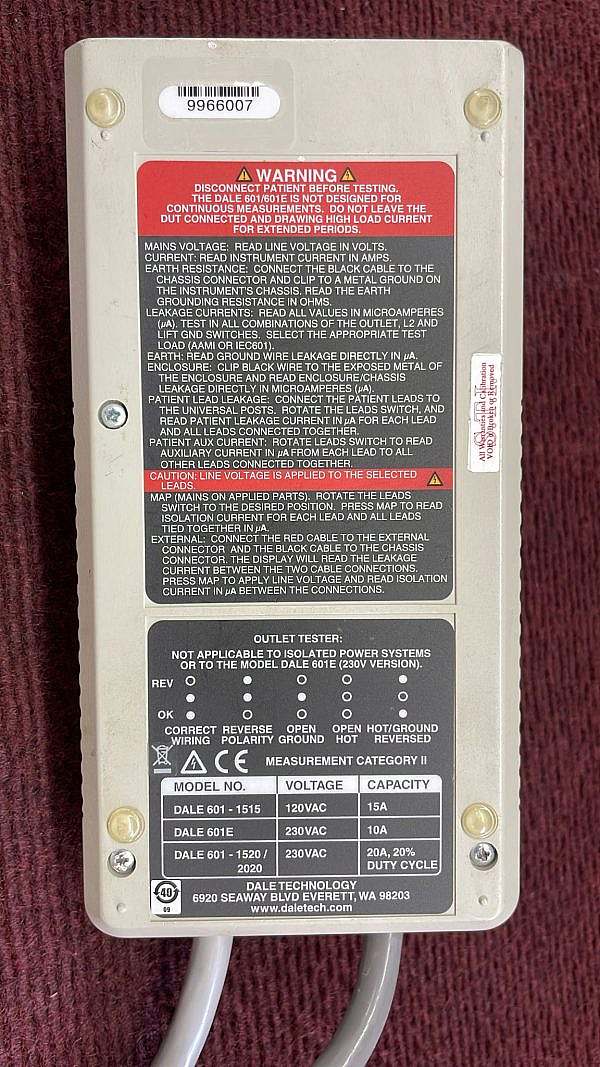 9966007
WARNING
DISCONNECT PATIENT BEFORE TESTING.
THE DALE 601/601E IS NOT DESIGNED FOR
CONTINUOUS MEASUREMENTS. DO NOT LEAVE THE
DUT CONNECTED AND DRAWING HIGH LOAD CURRENT
FOR EXTENDED PERIODS.
MAINS VOLTAGE: READ LINE VOLTAGE IN VOLTS.
CURRENT: READ INSTRUMENT CURRENT IN AMPS.
EARTH RESISTANCE: CONNECT THE BLACK CABLE TO THE
CHASSIS CONNECTOR AND CLIP TO A METAL GROUND ON
THE INSTRUMENT'S CHASSIS. READ THE EARTH
GROUNDING RESISTANCE IN OHMS.
LEAKAGE CURRENTS: READ ALL VALUES IN MICROAMPERES
(µA). TEST IN ALL COMBINATIONS OF THE OUTLET, L2 AND
LIFT GND SWITCHES. SELECT THE APPROPRIATE TEST
LOAD (AAMI OR IEC601).
EARTH: READ GROUND WIRE LEAKAGE DIRECTLY IN µA.
ENCLOSURE: CLIP BLACK WIRE TO THE EXPOSED METAL OF
THE ENCLOSURE AND READ ENCLOSURE/CHASSIS
LEAKAGE DIRECTLY IN MICROAMPERES (µA).
PATIENT LEAD LEAKAGE: CONNECT THE PATIENT LEADS TO
THE UNIVERSAL POSTS. ROTATE THE LEADS SWITCH, AND
READ PATIENT LEAKAGE CURRENT IN µA FOR EACH LEAD
AND ALL LEADS CONNECTED TOGETHER.
PATIENT AUX CURRENT: ROTATE LEADS SWITCH TO READ
AUXILIARY CURRENT IN µA FROM EACH LEAD TO ALL
OTHER LEADS CONNECTED TOGETHER.
CAUTION: LINE VOLTAGE IS APPLIED TO THE SELECTED
LEADS.
MAP (MAINS ON APPLIED PARTS). ROTATE THE LEADS
SWITCH TO THE DESIRED POSITION. PRESS MAP TO READ
ISOLATION CURRENT FOR EACH LEAD AND ALL LEADS
TIED TOGETHER IN µA.
EXTERNAL: CONNECT THE RED CABLE TO THE EXTERNAL
CONNECTOR AND THE BLACK CABLE TO THE CHASSIS
CONNECTOR. THE DISPLAY WILL READ THE LEAKAGE
CURRENT BETWEEN THE TWO CABLE CONNECTIONS.
PRESS MAP TO APPLY LINE VOLTAGE AND READ ISOLATION
CURRENT IN µA BETWEEN THE CONNECTIONS.
All Warranties and Calibration
VOID if Broken or Removed
OUTLET TESTER:
NOT APPLICABLE TO ISOLATED POWER SYSTEMS
OR TO THE MODEL DALE 601E (230V VERSION).
REV
OK
CORRECT REVERSE OPEN OPEN HOT/GROUND
WIRING POLARITY GROUND HOT REVERSED
CE MEASUREMENT CATEGORY II
MODEL NO. VOLTAGE CAPACITY
DALE 601 - 1515 120VAC 15A
DALE 601E 230VAC 10A
DALE 601 - 1520 / 230VAC 20A, 20%
2020 DUTY CYCLE
40
09
DALE TECHNOLOGY
6920 SEAWAY BLVD EVERETT, WA 98203
www.daletech.com